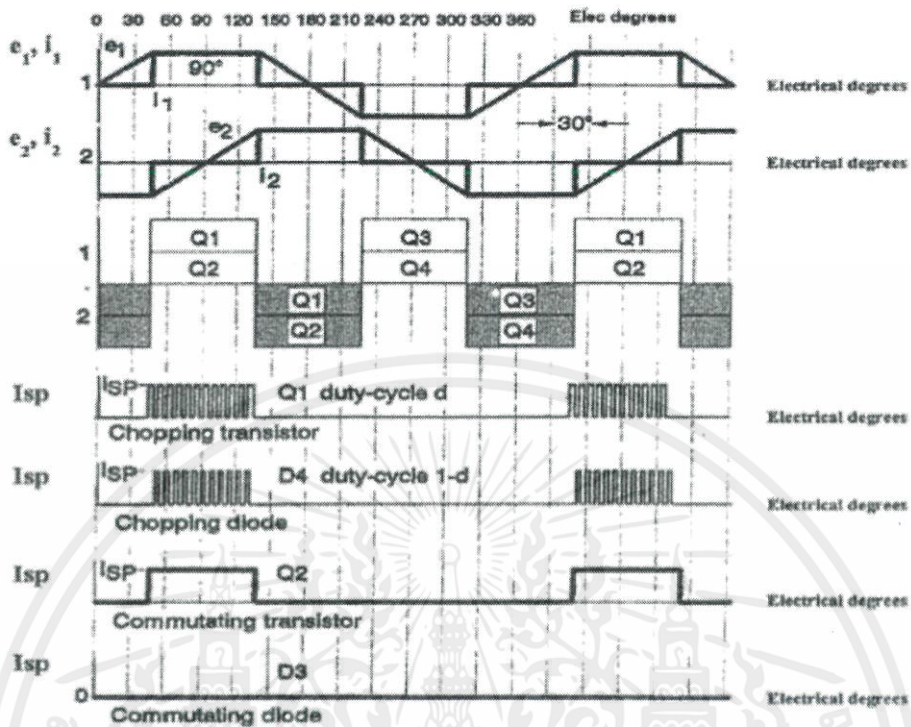 0 30 60 90 120 150 180 210 240 270 300 330 360 Elec degrees
e1, i1
e1
90°
1
Electrical degrees
i1
30°
e2, i2
e2
2
Electrical degrees
i2
Q1 Q3 Q1
1
Q2 Q4 Q2
Q1 Q3
2
Q2 Q4
Isp ISP Q1 duty-cycle d
Electrical degrees
Chopping transistor
Isp ISP D4 duty-cycle 1-d
Electrical degrees
Chopping diode
Isp ISP Q2
Electrical degrees
Commutating transistor
Isp D3
0
Electrical degrees
Commutating diode